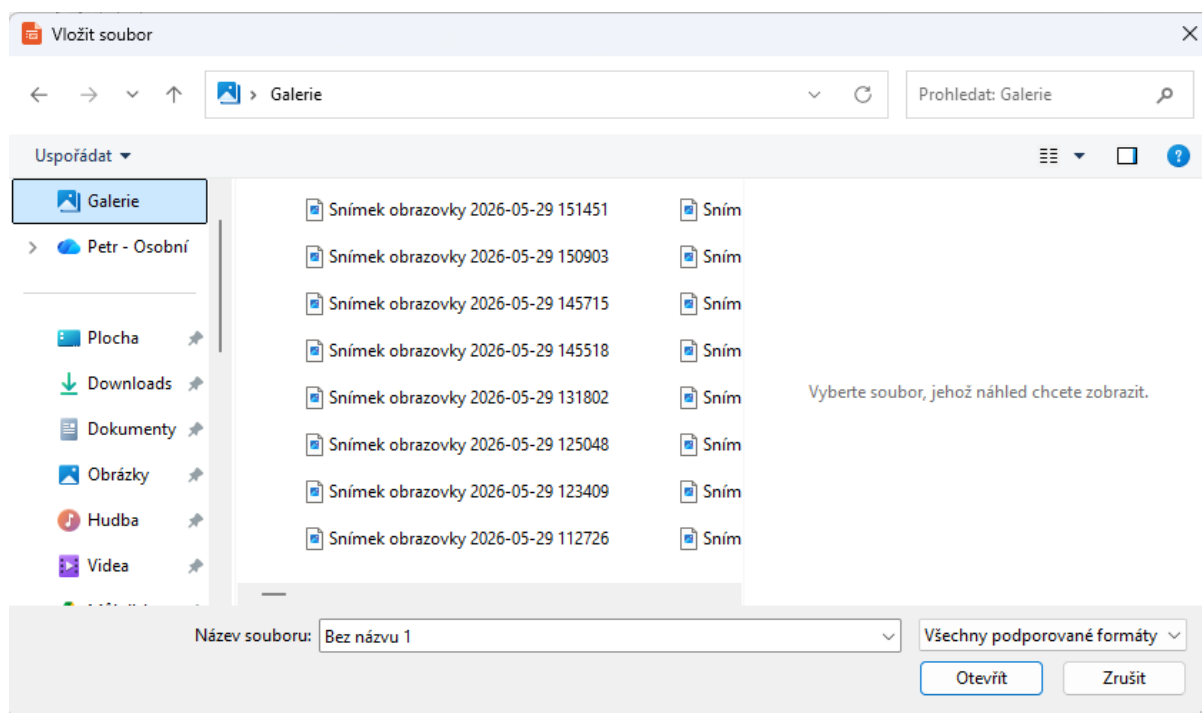 Vložit soubor
Galerie
Prohledat: Galerie
Uspořádat
Galerie
Petr - Osobní
Plocha
Downloads
Dokumenty
Obrázky
Hudba
Videa
Snímek obrazovky 2026-05-29 151451
Snímek obrazovky 2026-05-29 150903
Snímek obrazovky 2026-05-29 145715
Snímek obrazovky 2026-05-29 145518
Snímek obrazovky 2026-05-29 131802
Snímek obrazovky 2026-05-29 125048
Snímek obrazovky 2026-05-29 123409
Snímek obrazovky 2026-05-29 112726
Sním
Sním
Sním
Sním
Sním
Sním
Sním
Sním
Vyberte soubor, jehož náhled chcete zobrazit.
Název souboru: Bez názvu 1
Všechny podporované formáty
Otevřít
Zrušit